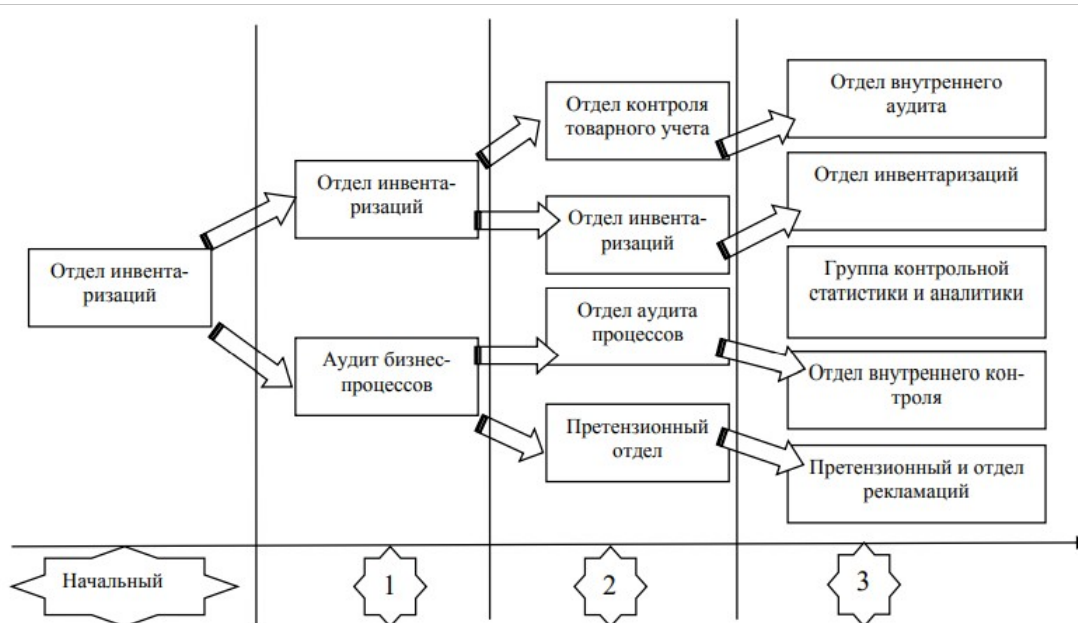 Отдел инвента-
ризаций
Отдел инвента-
ризаций
Аудит бизнес-
процессов
Отдел контроля
товарного учета
Отдел инвента-
ризаций
Отдел аудита
процессов
Претензионный
отдел
Отдел внутреннего
аудита
Отдел инвентаризаций
Группа контрольной
статистики и аналитики
Отдел внутреннего кон-
троля
Претензионный и отдел
рекламаций
Начальный
1
2
3